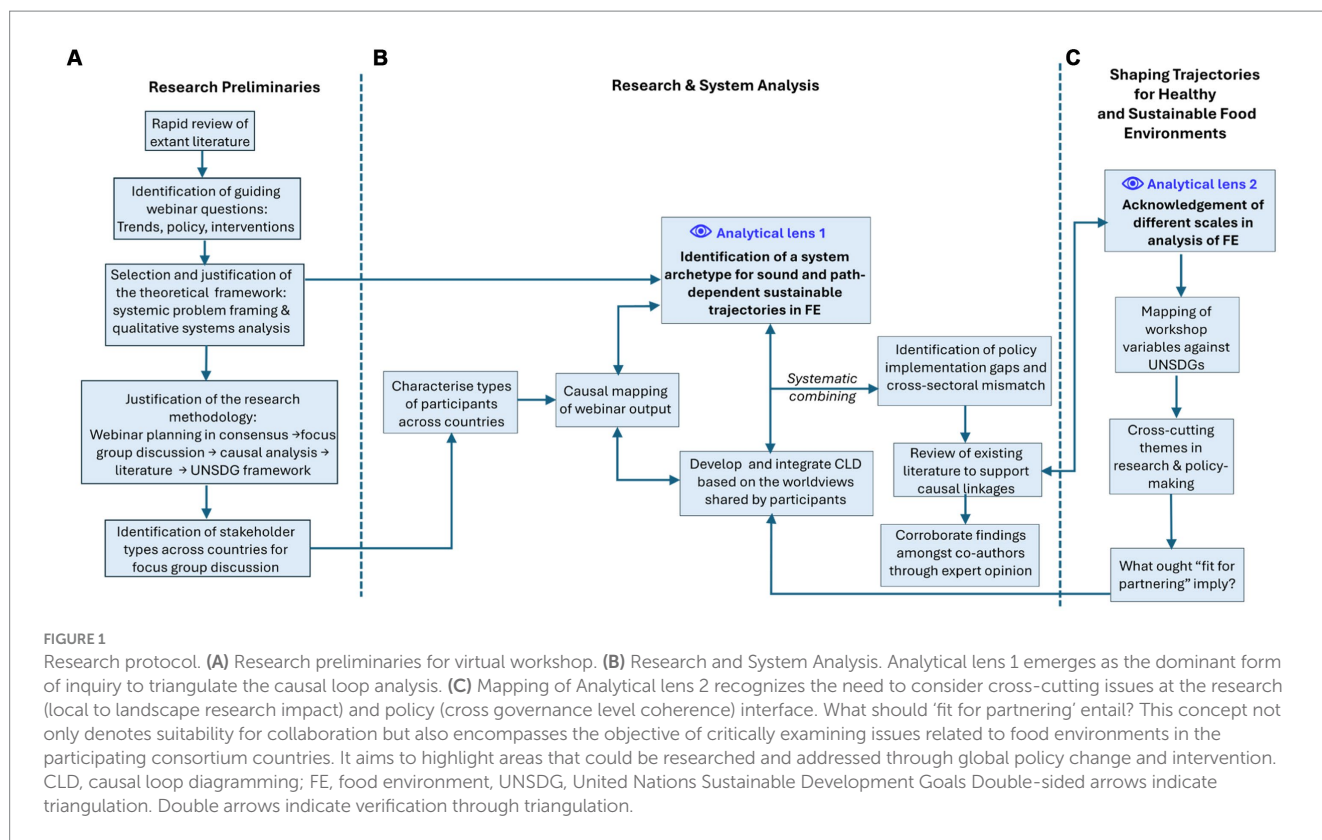 A
Research Preliminaries
Rapid review of
extant literature
Identification of guiding
webinar questions:
Trends, policy, interventions
Selection and justification of
the theoretical framework:
systemic problem framing &
qualitative systems analysis
Justification of the research
methodology:
Webinar planning in consensus →focus
group discussion → causal analysis →
literature → UNSDG framework
Identification of stakeholder
types across countries for
focus group discussion
B
Research & System Analysis
Characterise types
of participants
across countries
Causal mapping
of webinar output
Analytical lens 1
Identification of a system
archetype for sound and path-
dependent sustainable
trajectories in FE
Systematic
combining
Develop and integrate CLD
based on the worldviews
shared by participants
Identification of policy
implementation gaps and
cross-sectoral mismatch
Review of existing
literature to support
causal linkages
Corroborate findings
amongst co-authors
through expert opinion
C
Shaping Trajectories
for Healthy
and Sustainable Food
Environments
Analytical lens 2
Acknowledgement of
different scales in
analysis of FE
Mapping of
workshop
variables against
UNSDGs
Cross-cutting
themes in
research & policy-
making
What ought "fit for
partnering" imply?
FIGURE 1
Research protocol. (A) Research preliminaries for virtual workshop. (B) Research and System Analysis. Analytical lens 1 emerges as the dominant form
of inquiry to triangulate the causal loop analysis. (C) Mapping of Analytical lens 2 recognizes the need to consider cross-cutting issues at the research
(local to landscape research impact) and policy (cross governance level coherence) interface. What should 'fit for partnering' entail? This concept not
only denotes suitability for collaboration but also encompasses the objective of critically examining issues related to food environments in the
participating consortium countries. It aims to highlight areas that could be researched and addressed through global policy change and intervention.
CLD, causal loop diagramming; FE, food environment, UNSDG, United Nations Sustainable Development Goals Double-sided arrows indicate
triangulation. Double arrows indicate verification through triangulation.